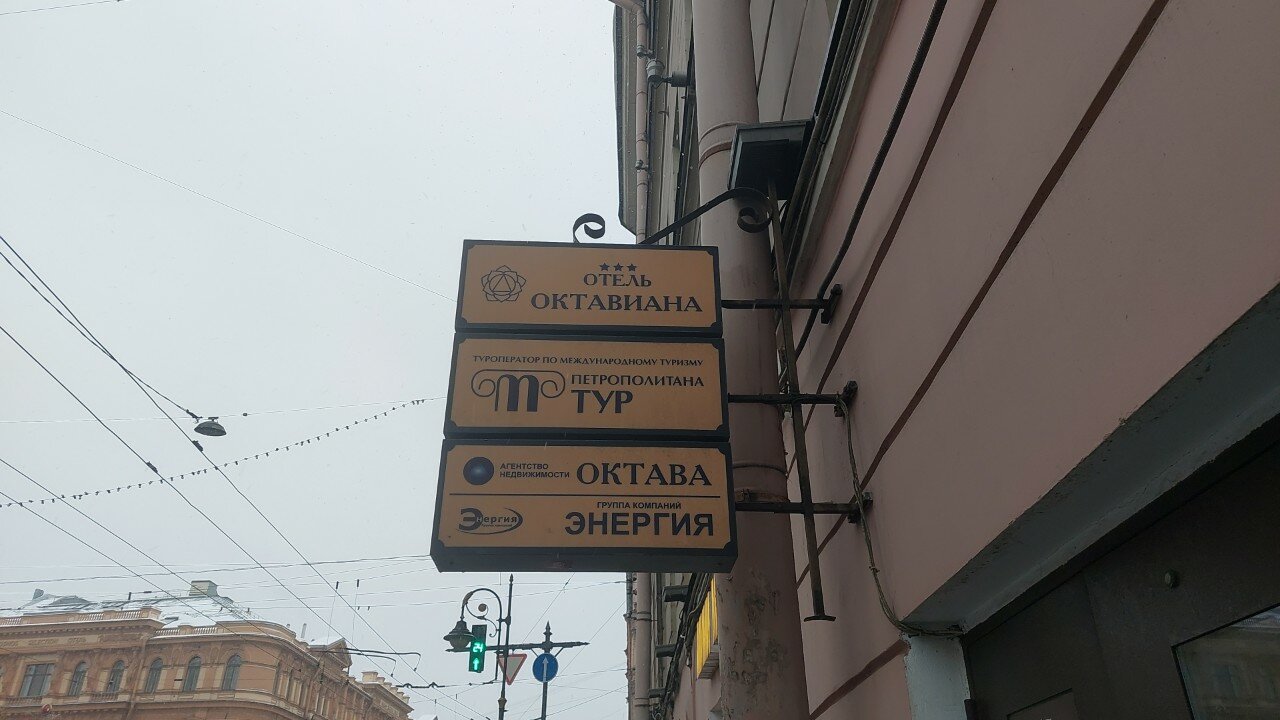 ОТЕЛЬ
ОКТАВИАНА
ТУРОПЕРАТОР ПО МЕЖДУНАРОДНОМУ ТУРИЗМУ
ПЕТРОПОЛИТАНА
ТУР
АГЕНТСТВО
НЕДВИЖИМОСТИ
ОКТАВА
Энергия
ГРУППА КОМПАНИЙ
ЭНЕРГИЯ